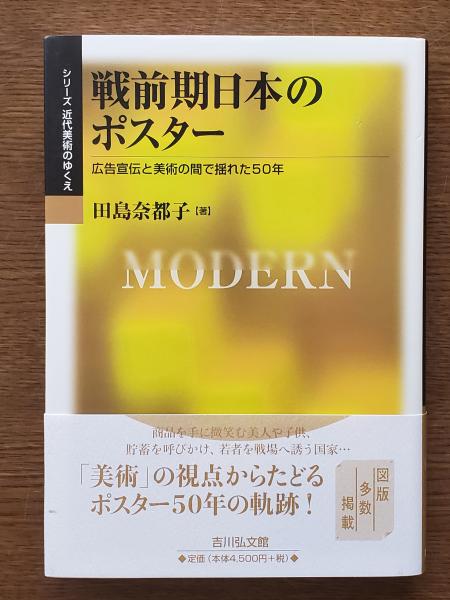 シリーズ 近代美術のゆくえ
戦前期日本の
ポスター
広告宣伝と美術の間で揺れた50年
田島奈都子【著】
MODERN
商品を手に微笑む美人や子供、
貯蓄を呼びかけ、若者を戦場へ誘う国家…
「美術」の視点からたどる
ポスター50年の軌跡！
図版
多数
掲載
吉川弘文館
◆定価（本体4,500円＋税）◆